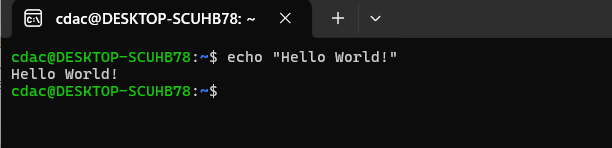 cdac@DESKTOP-SCUHB78: ~
cdac@DESKTOP-SCUHB78:~$ echo "Hello World!"
Hello World!
cdac@DESKTOP-SCUHB78:~$